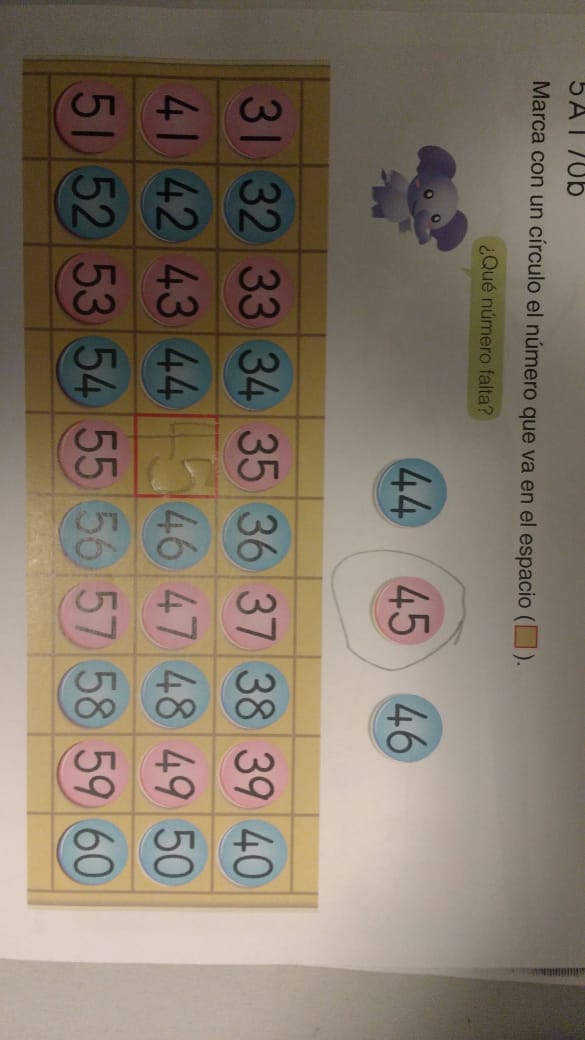 5A 170b
Marca con un círculo el número que va en el espacio ( ).
¿Qué número falta?
44 45 46
31 32 33 34 35 36 37 38 39 40
41 42 43 44 45 46 47 48 49 50
51 52 53 54 55 56 57 58 59 60